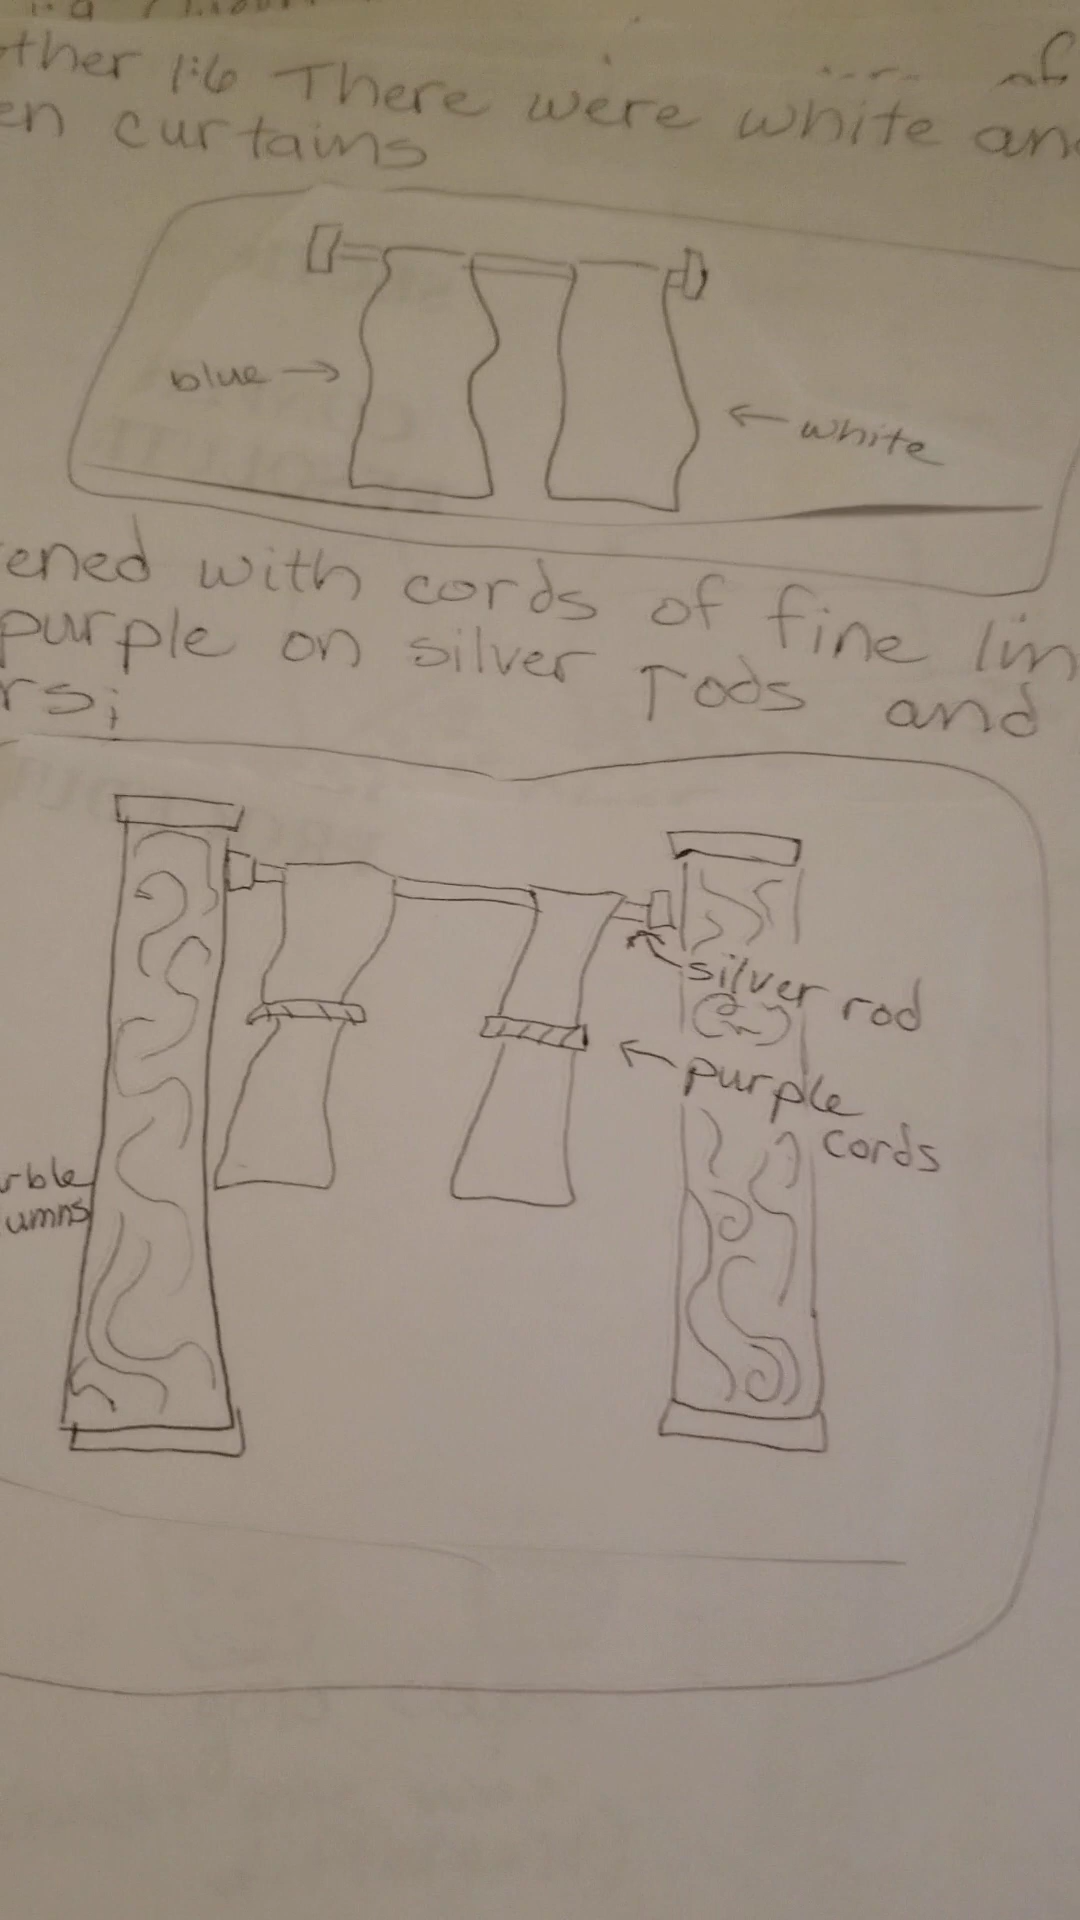 ther 1:6 There were white and
en curtains
blue →
← white
ened with cords of fine lin
purple on silver rods and
rs;
silver rod
← purple
cords
rble
umns